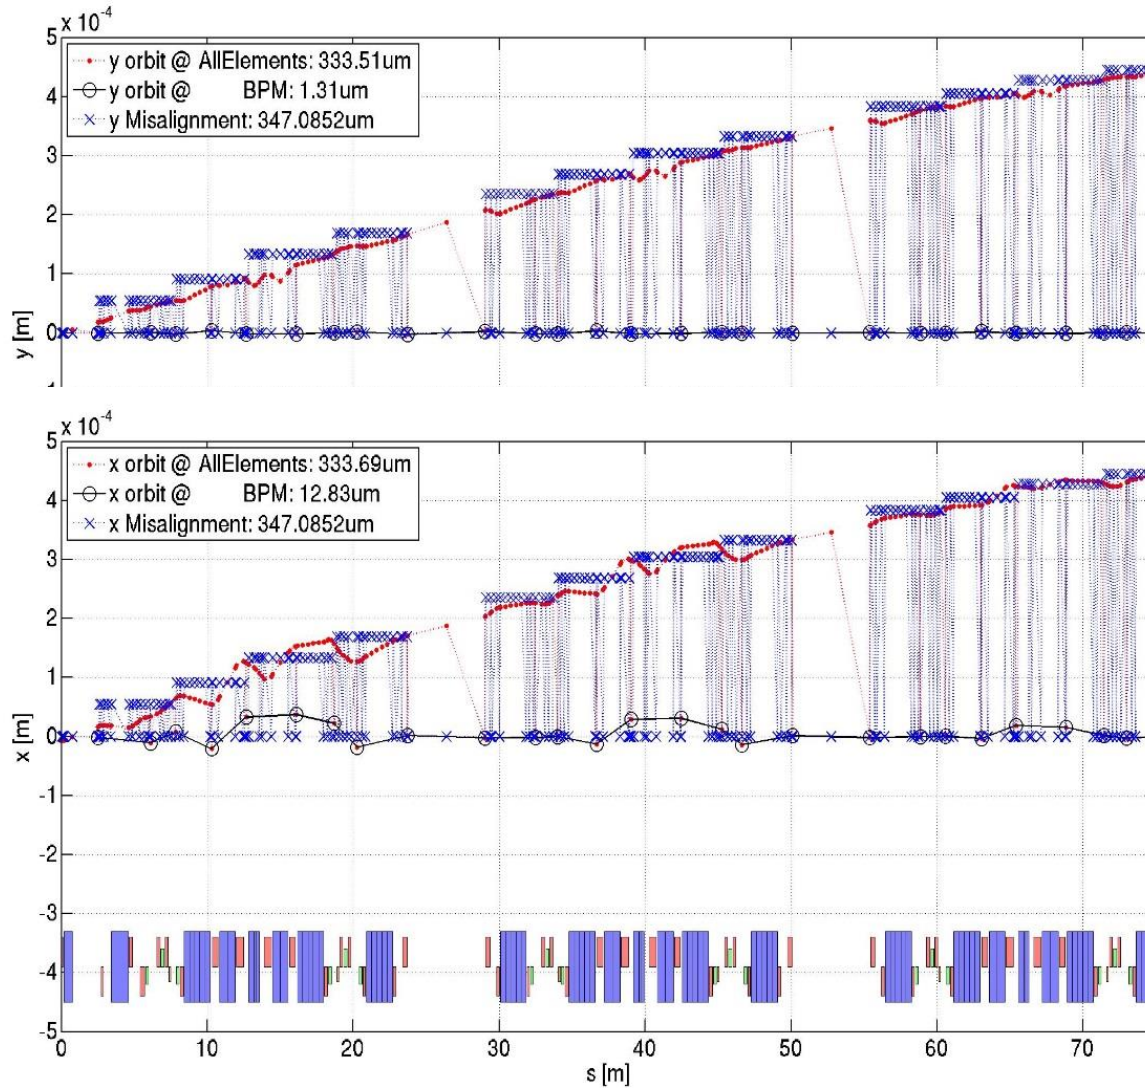 x 10⁻⁴
5
y orbit @ AllElements: 333.51um
y orbit @ BPM: 1.31um
y Misalignment: 347.0852um
4
3
2
1
0
y [m]
x 10⁻⁴
5
x orbit @ AllElements: 333.69um
x orbit @ BPM: 12.83um
x Misalignment: 347.0852um
4
3
2
1
0
x [m]
-1
-2
-3
-4
-5
0 10 20 30 40 50 60 70
s [m]